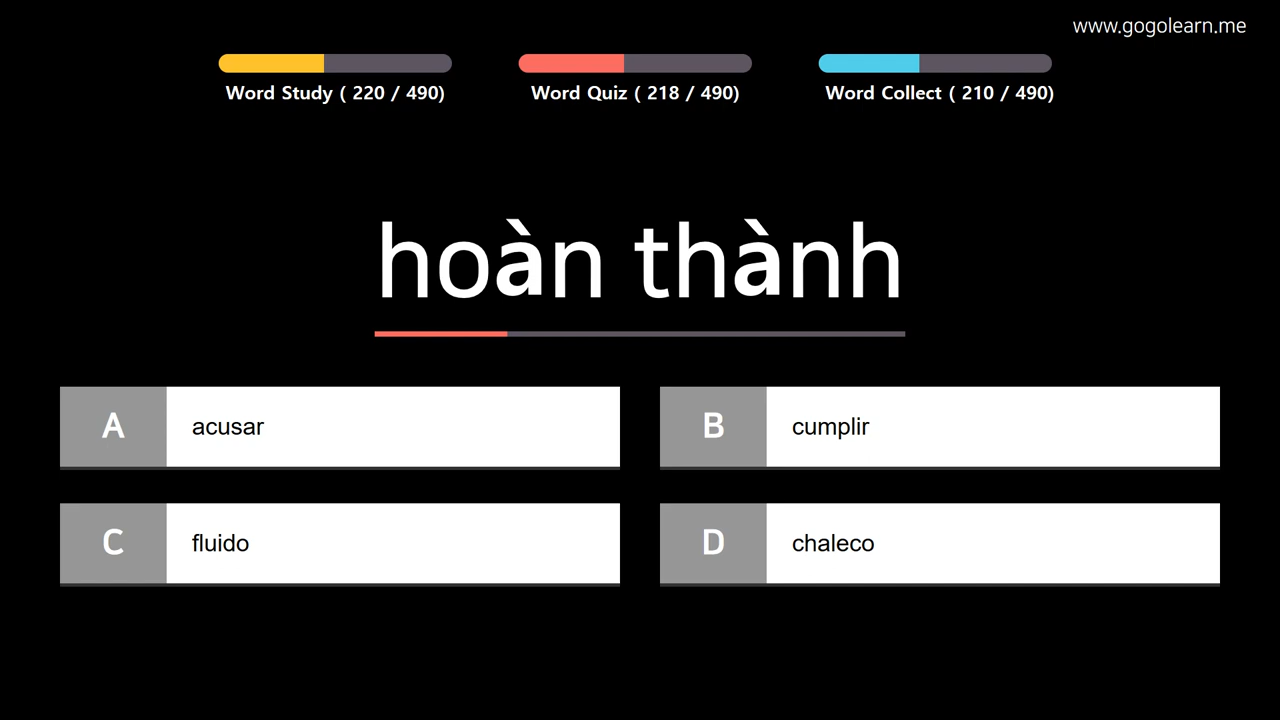 www.gogolearn.me
Word Study ( 220 / 490)
Word Quiz ( 218 / 490)
Word Collect ( 210 / 490)
hoàn thành
A acusar
B cumplir
C fluido
D chaleco